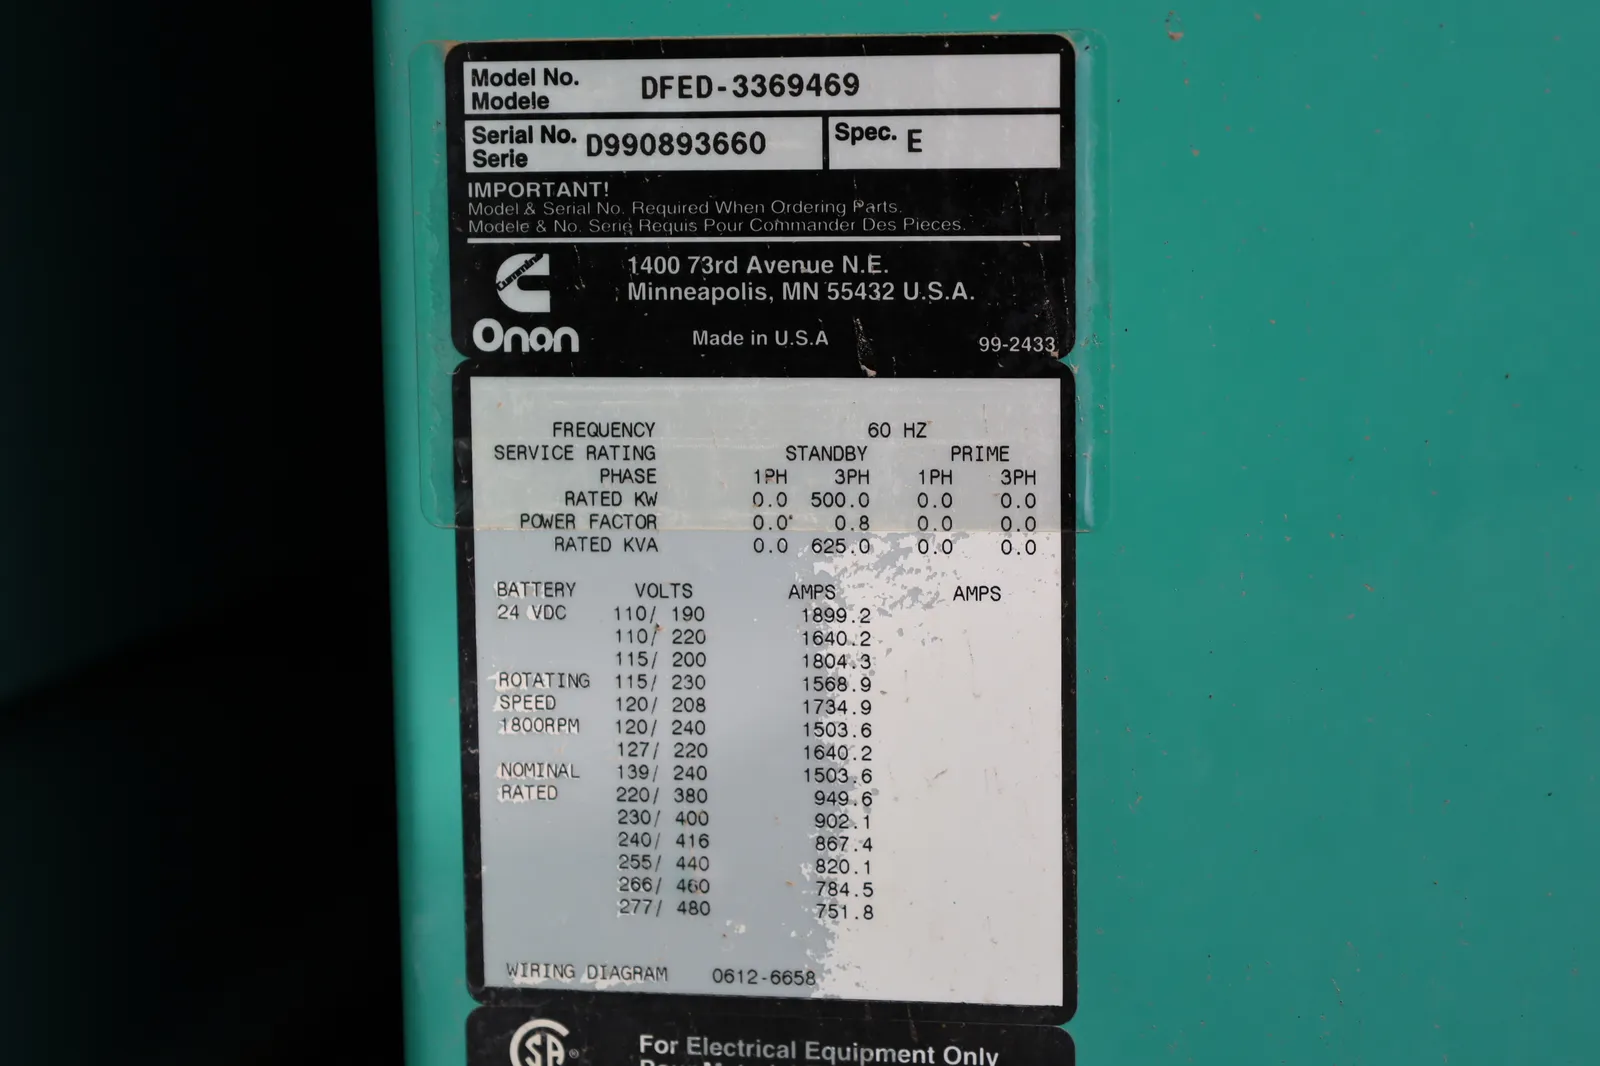 Model No.
Modele
DFED-3369469
Serial No.
Serie
D990893660
Spec. E
IMPORTANT!
Model & Serial No. Required When Ordering Parts.
Modele & No. Serie Requis Pour Commander Des Pieces.
Cummins
Onan
1400 73rd Avenue N.E.
Minneapolis, MN 55432 U.S.A.
Made in U.S.A
99-2433
FREQUENCY 60 HZ
SERVICE RATING STANDBY PRIME
PHASE 1PH 3PH 1PH 3PH
RATED KW 0.0 500.0 0.0 0.0
POWER FACTOR 0.0 0.8 0.0 0.0
RATED KVA 0.0 625.0 0.0 0.0
BATTERY VOLTS AMPS AMPS
24 VDC 110/ 190 1899.2
110/ 220 1640.2
115/ 200 1804.3
ROTATING 115/ 230 1568.9
SPEED 120/ 208 1734.9
1800RPM 120/ 240 1503.6
127/ 220 1640.2
NOMINAL 139/ 240 1503.6
RATED 220/ 380 949.6
230/ 400 902.1
240/ 416 867.4
255/ 440 820.1
266/ 460 784.5
277/ 480 751.8
WIRING DIAGRAM 0612-6658
SA ®
For Electrical Equipment Only